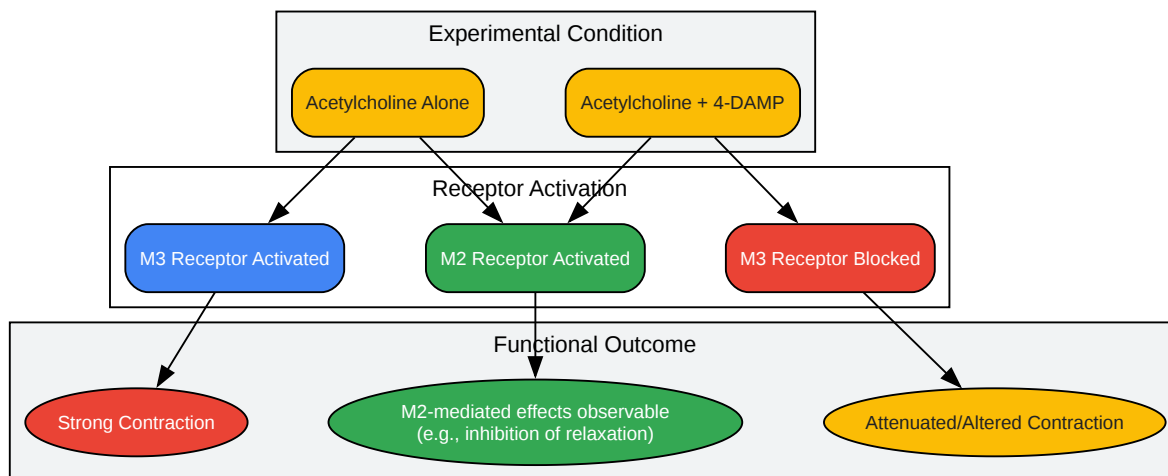 Experimental Condition
Acetylcholine Alone
Acetylcholine + 4-DAMP
Receptor Activation
M3 Receptor Activated
M2 Receptor Activated
M3 Receptor Blocked
Functional Outcome
Strong Contraction
M2-mediated effects observable
(e.g., inhibition of relaxation)
Attenuated/Altered Contraction